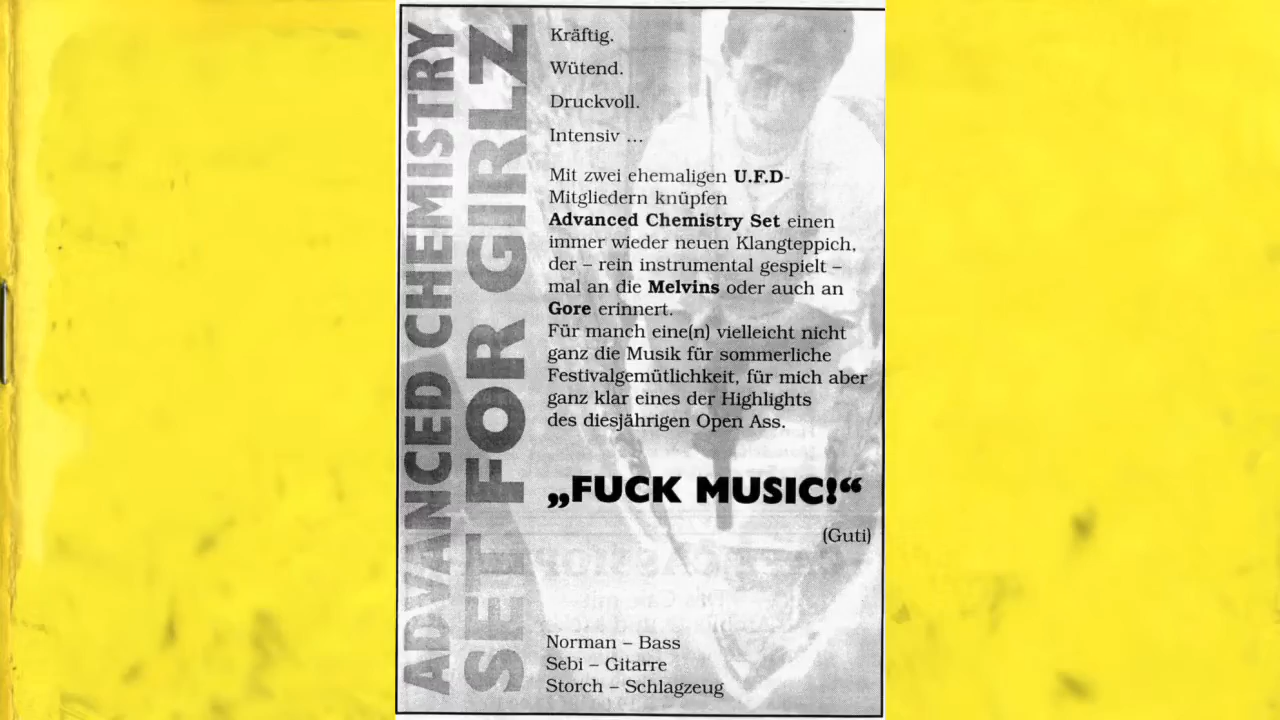 ADVANCED CHEMISTRY
SET FOR GIRLZ
Kräftig.
Wütend.
Druckvoll.
Intensiv ...
Mit zwei ehemaligen U.F.D-
Mitgliedern knüpfen
Advanced Chemistry Set einen
immer wieder neuen Klangteppich,
der – rein instrumental gespielt –
mal an die Melvins oder auch an
Gore erinnert.
Für manch eine(n) vielleicht nicht
ganz die Musik für sommerliche
Festivalgemütlichkeit, für mich aber
ganz klar eines der Highlights
des diesjährigen Open Ass.
„FUCK MUSIC!“
(Guti)
Norman – Bass
Sebi – Gitarre
Storch – Schlagzeug